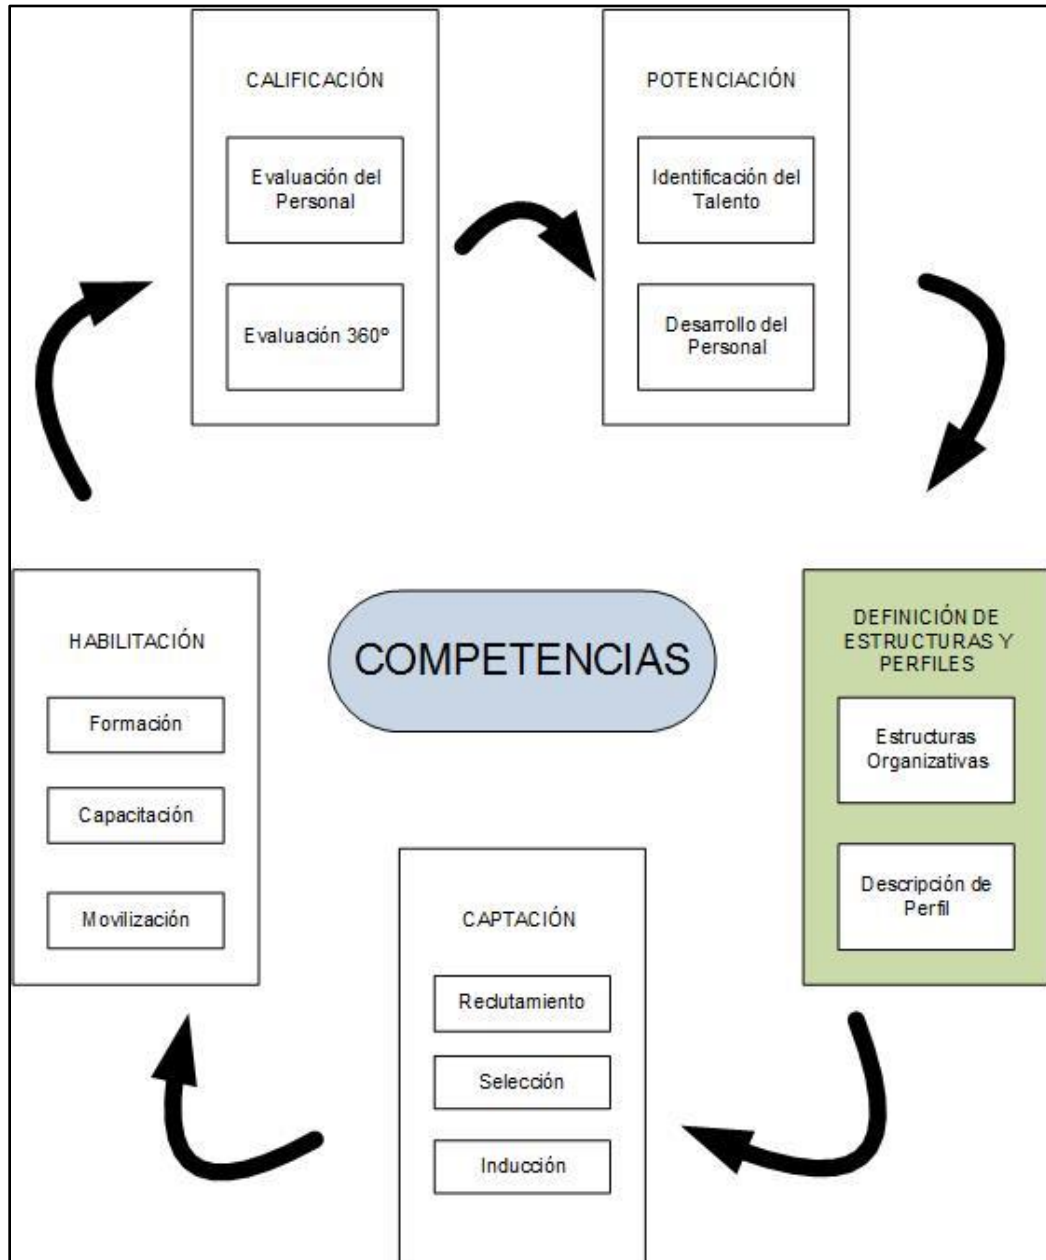 CALIFICACIÓN
Evaluación del
Personal
Evaluación 360º
POTENCIACIÓN
Identificación del
Talento
Desarrollo del
Personal
HABILITACIÓN
Formación
Capacitación
Movilización
COMPETENCIAS
DEFINICIÓN DE
ESTRUCTURAS Y
PERFILES
Estructuras
Organizativas
Descripción de
Perfil
CAPTACIÓN
Reclutamiento
Selección
Inducción